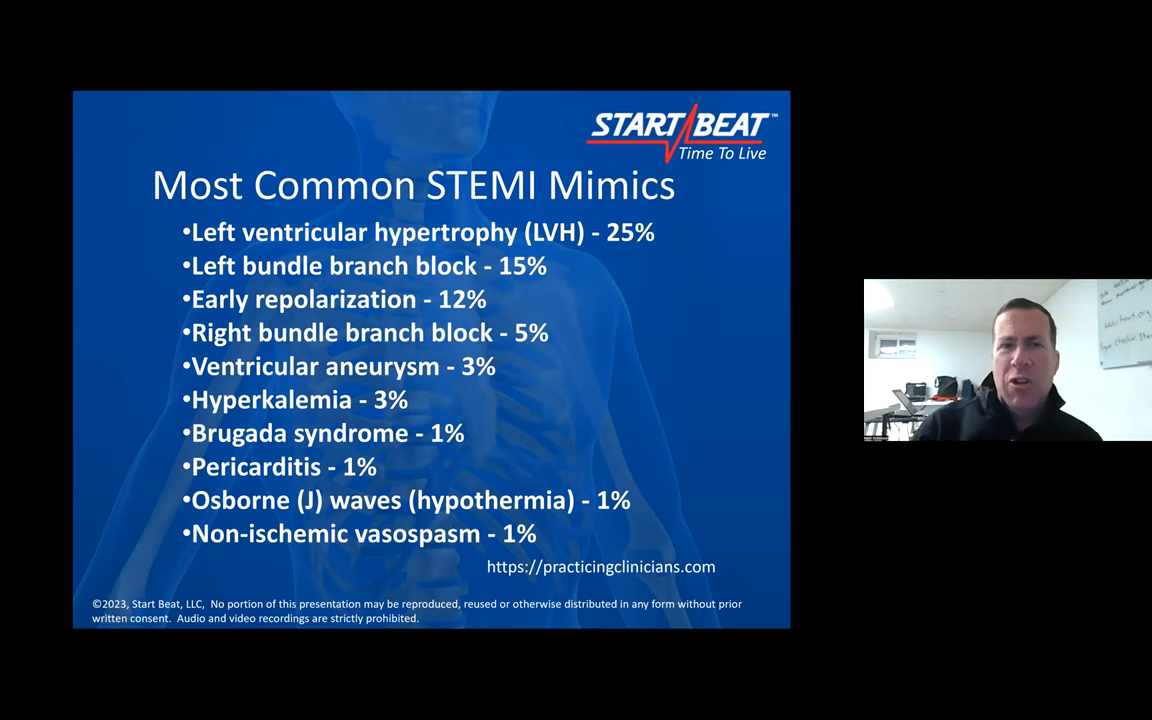 START BEAT™
Time To Live
Most Common STEMI Mimics
•Left ventricular hypertrophy (LVH) - 25%
•Left bundle branch block - 15%
•Early repolarization - 12%
•Right bundle branch block - 5%
•Ventricular aneurysm - 3%
•Hyperkalemia - 3%
•Brugada syndrome - 1%
•Pericarditis - 1%
•Osborne (J) waves (hypothermia) - 1%
•Non-ischemic vasospasm - 1%
https://practicingclinicians.com
©2023, Start Beat, LLC,  No portion of this presentation may be reproduced, reused or otherwise distributed in any form without prior
written consent.  Audio and video recordings are strictly prohibited.